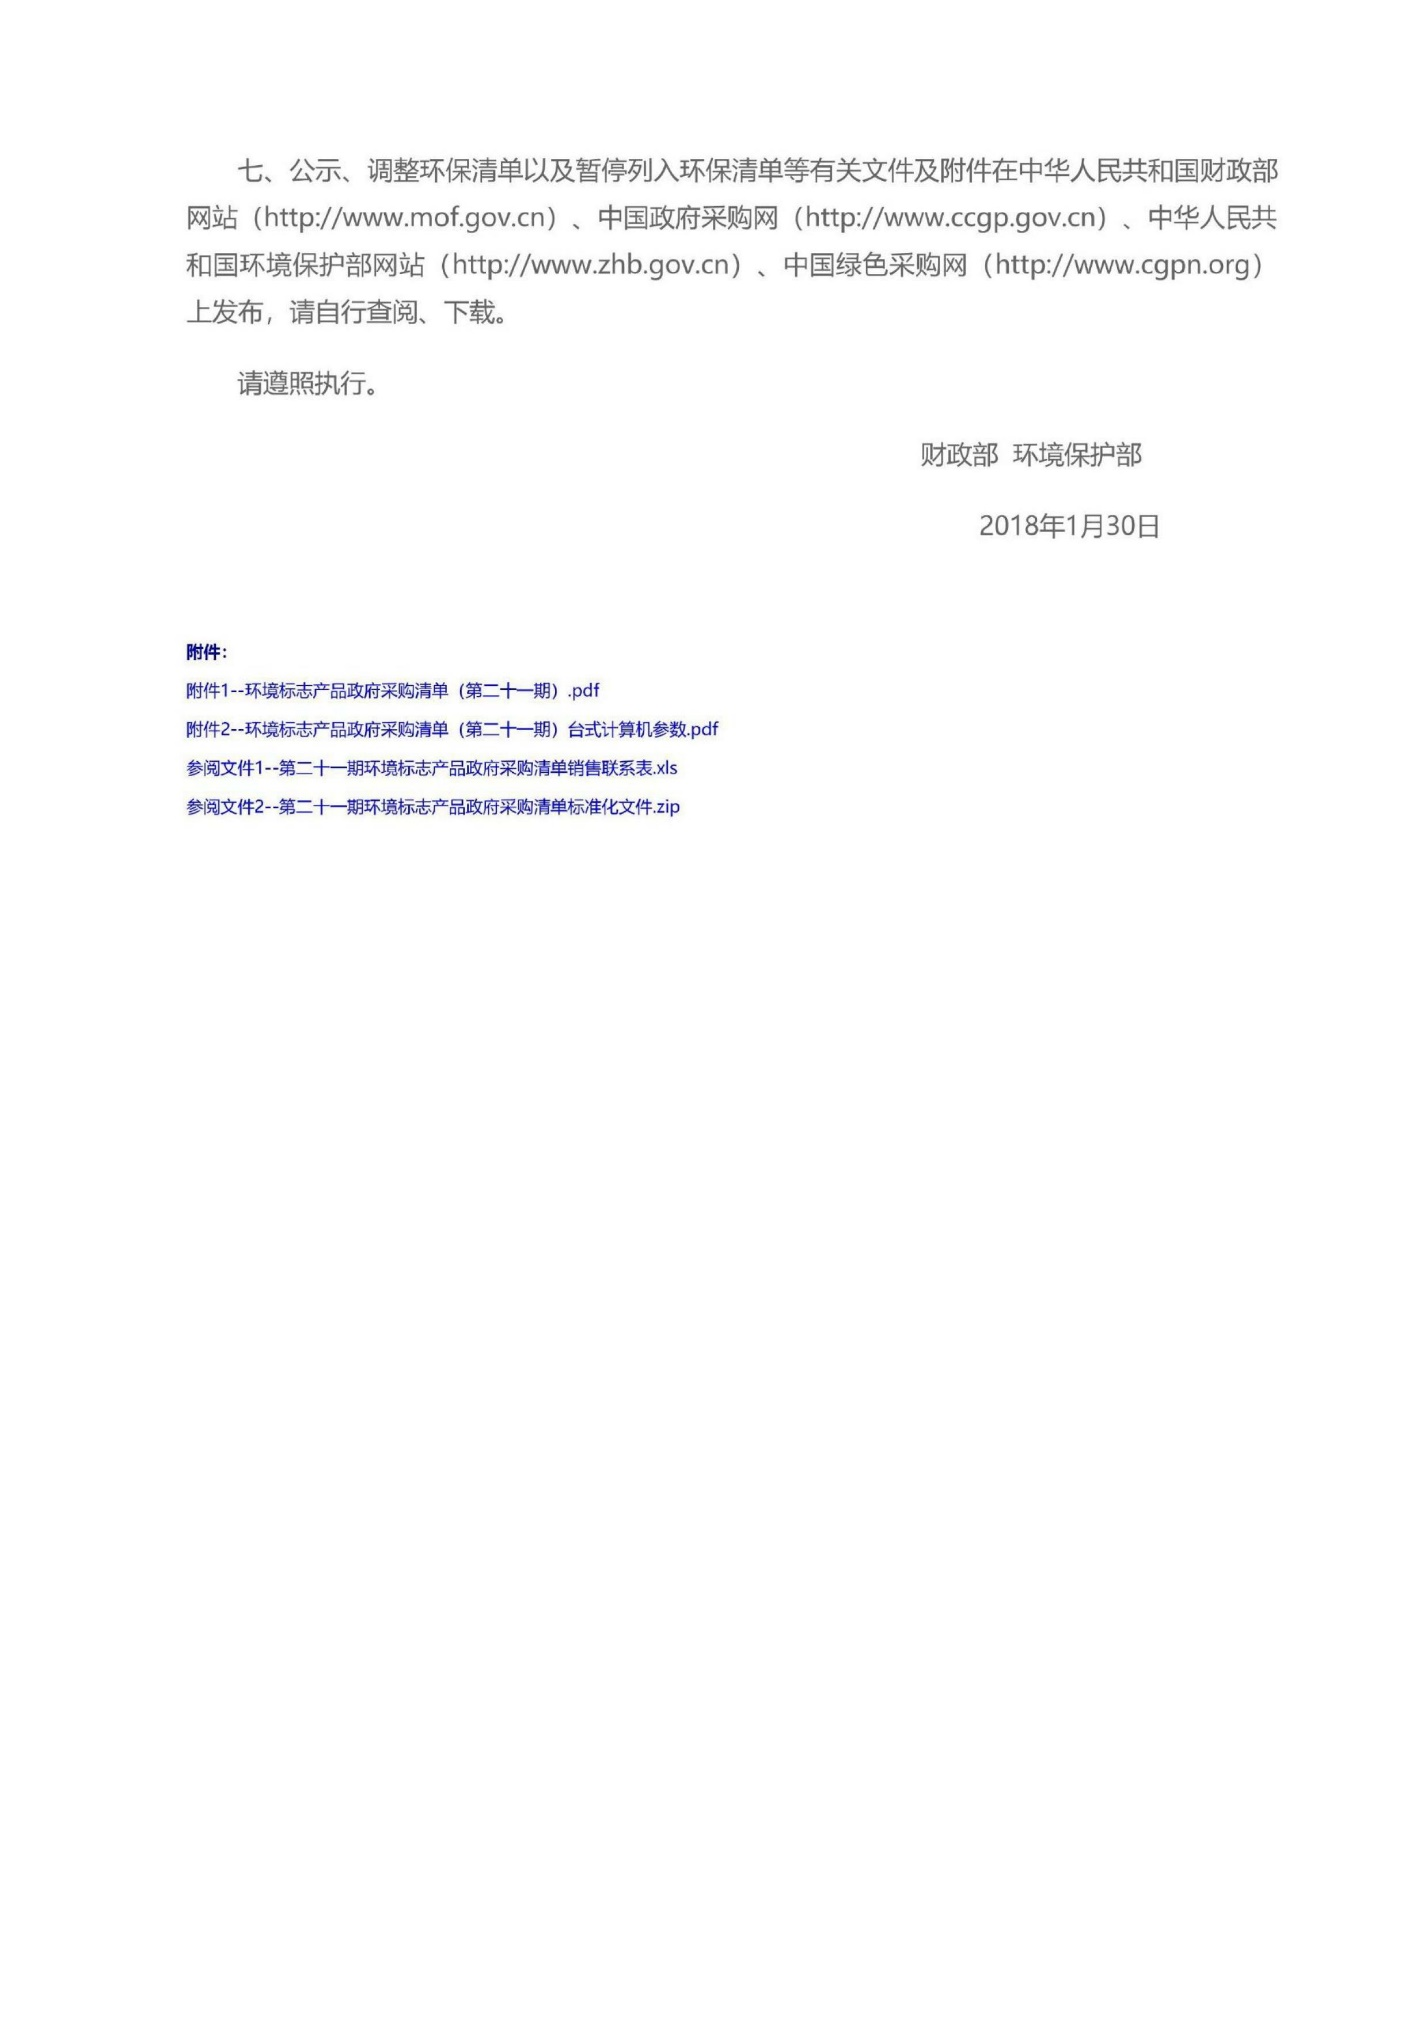 七、公示、调整环保清单以及暂停列入环保清单等有关文件及附件在中华人民共和国财政部
网站（http://www.mof.gov.cn）、中国政府采购网（http://www.ccgp.gov.cn）、中华人民共
和国环境保护部网站（http://www.zhb.gov.cn）、中国绿色采购网（http://www.cgpn.org）
上发布，请自行查阅、下载。
请遵照执行。
财政部 环境保护部
2018年1月30日
附件：
附件1--环境标志产品政府采购清单（第二十一期）.pdf
附件2--环境标志产品政府采购清单（第二十一期）台式计算机参数.pdf
参阅文件1--第二十一期环境标志产品政府采购清单销售联系表.xls
参阅文件2--第二十一期环境标志产品政府采购清单标准化文件.zip